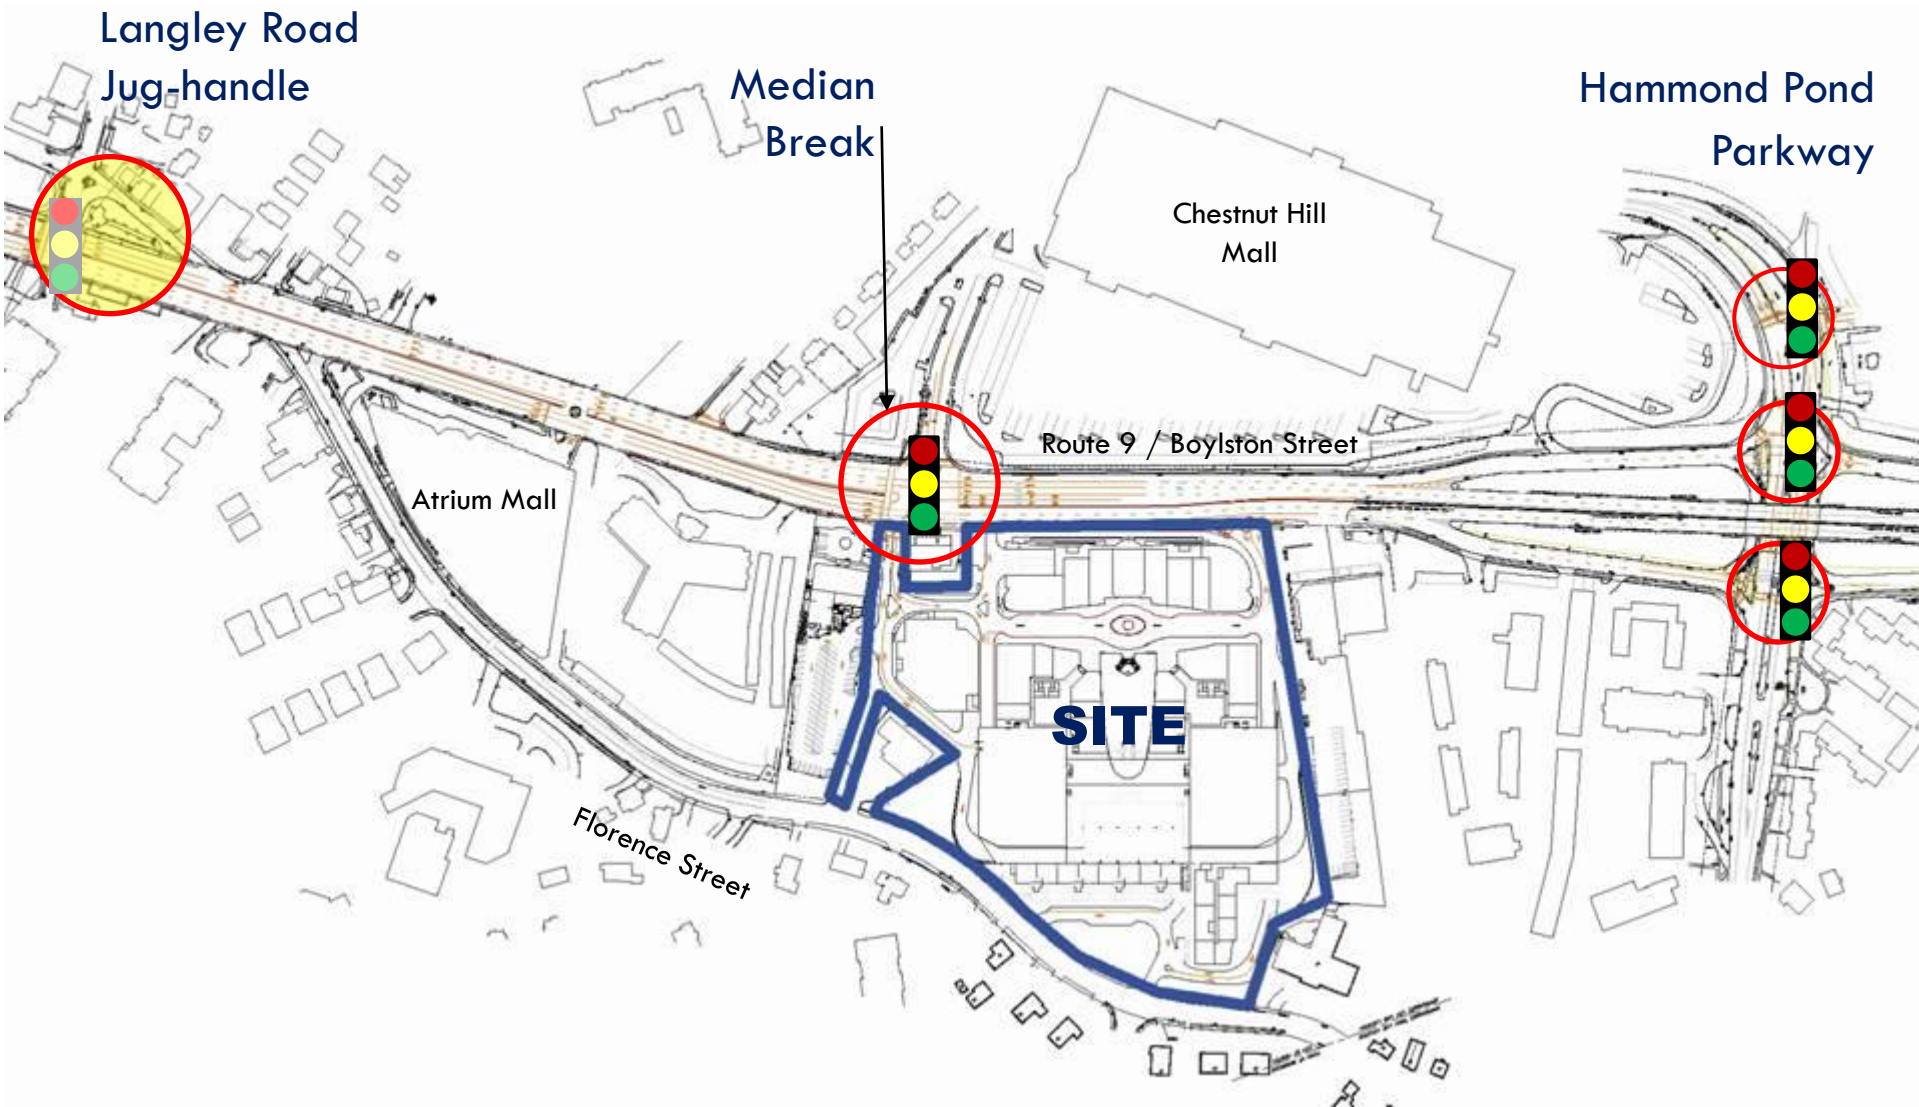 Langley Road
Jug-handle
Median
Break
Hammond Pond
Parkway
Chestnut Hill
Mall
Route 9 / Boylston Street
Atrium Mall
SITE
Florence Street